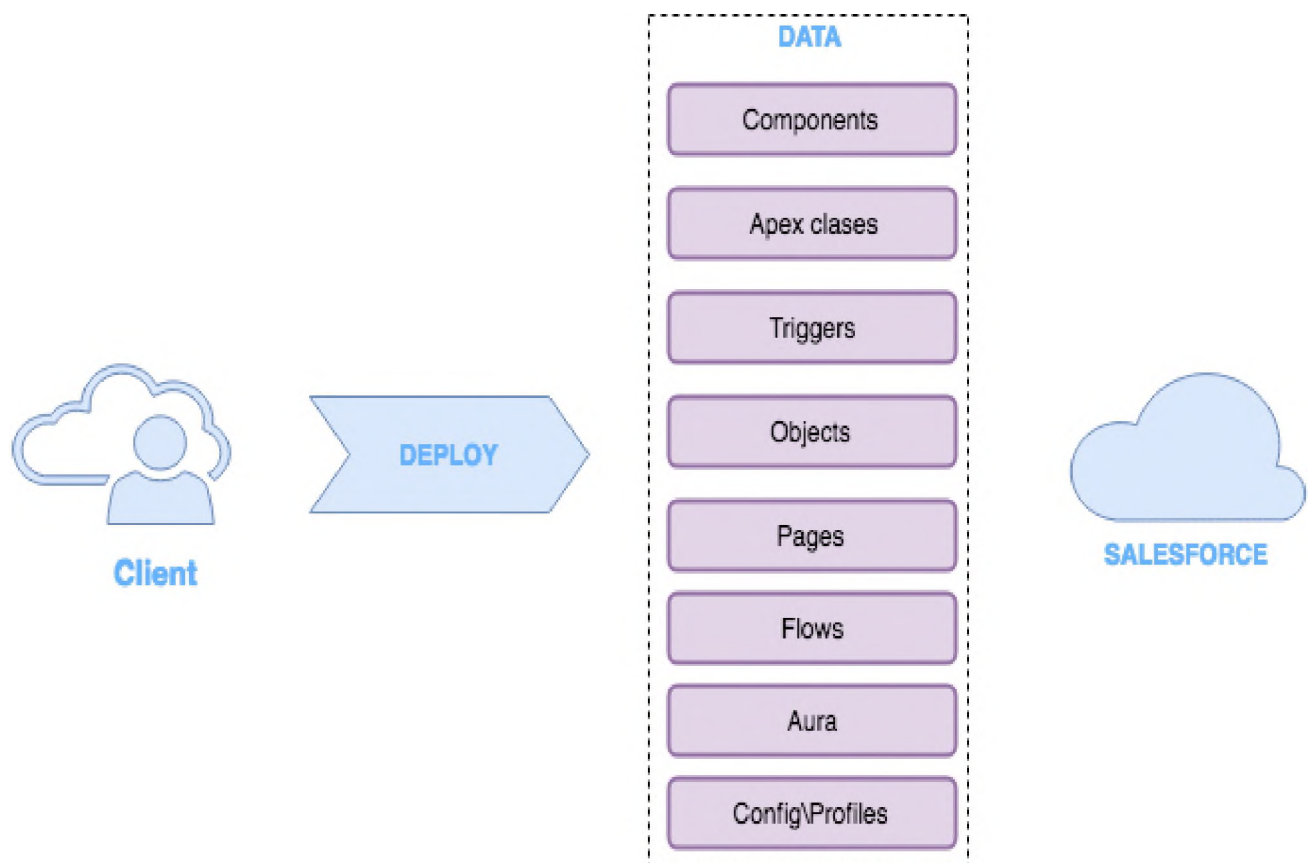 DATA
Components
Apex clases
Triggers
Objects
Pages
Flows
Aura
Config\Profiles
Client
DEPLOY
SALESFORCE